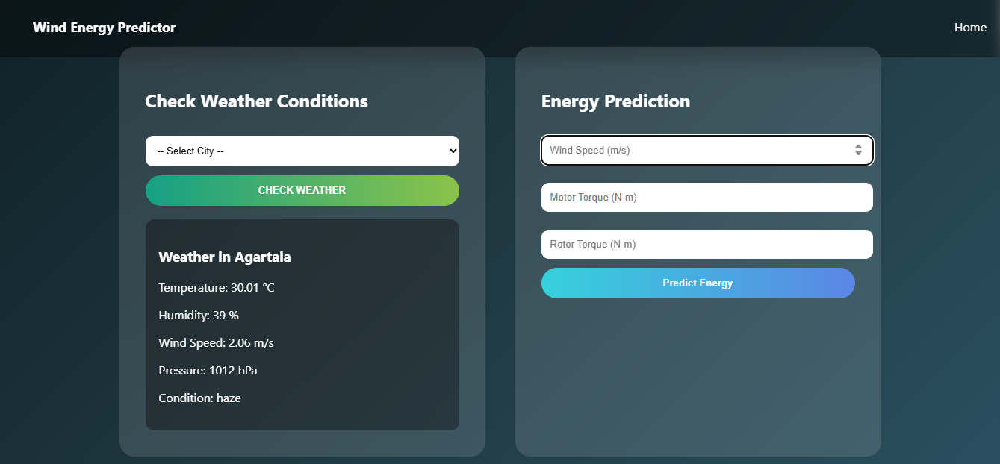 Wind Energy Predictor
Home
Check Weather Conditions
-- Select City --
CHECK WEATHER
Weather in Agartala
Temperature: 30.01 °C
Humidity: 39 %
Wind Speed: 2.06 m/s
Pressure: 1012 hPa
Condition: haze
Energy Prediction
Wind Speed (m/s)
Motor Torque (N-m)
Rotor Torque (N-m)
Predict Energy